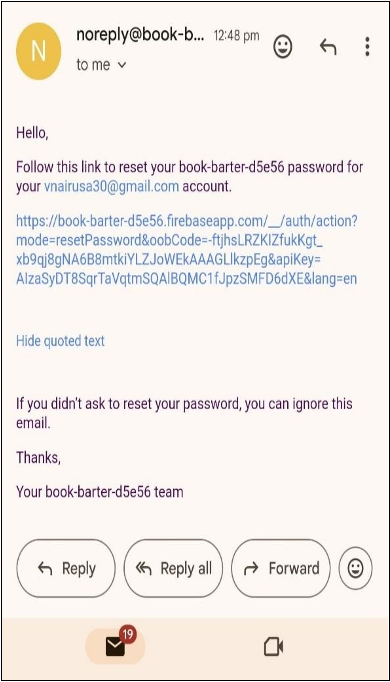 N
noreply@book-b... 12:48 pm
to me
Hello,
Follow this link to reset your book-barter-d5e56 password for
your vnairusa30@gmail.com account.
https://book-barter-d5e56.firebaseapp.com/__/auth/action?
mode=resetPassword&oobCode=-ftjhsLRZKIZfukKgt_
xb9qj8gNA6B8mtkiYLZJoWEkAAAGLlkzpEg&apiKey=
AIzaSyDT8SqrTaVqtmSQAlBQMC1fJpzSMFD6dXE&lang=en
Hide quoted text
If you didn't ask to reset your password, you can ignore this
email.
Thanks,
Your book-barter-d5e56 team
Reply Reply all Forward
19